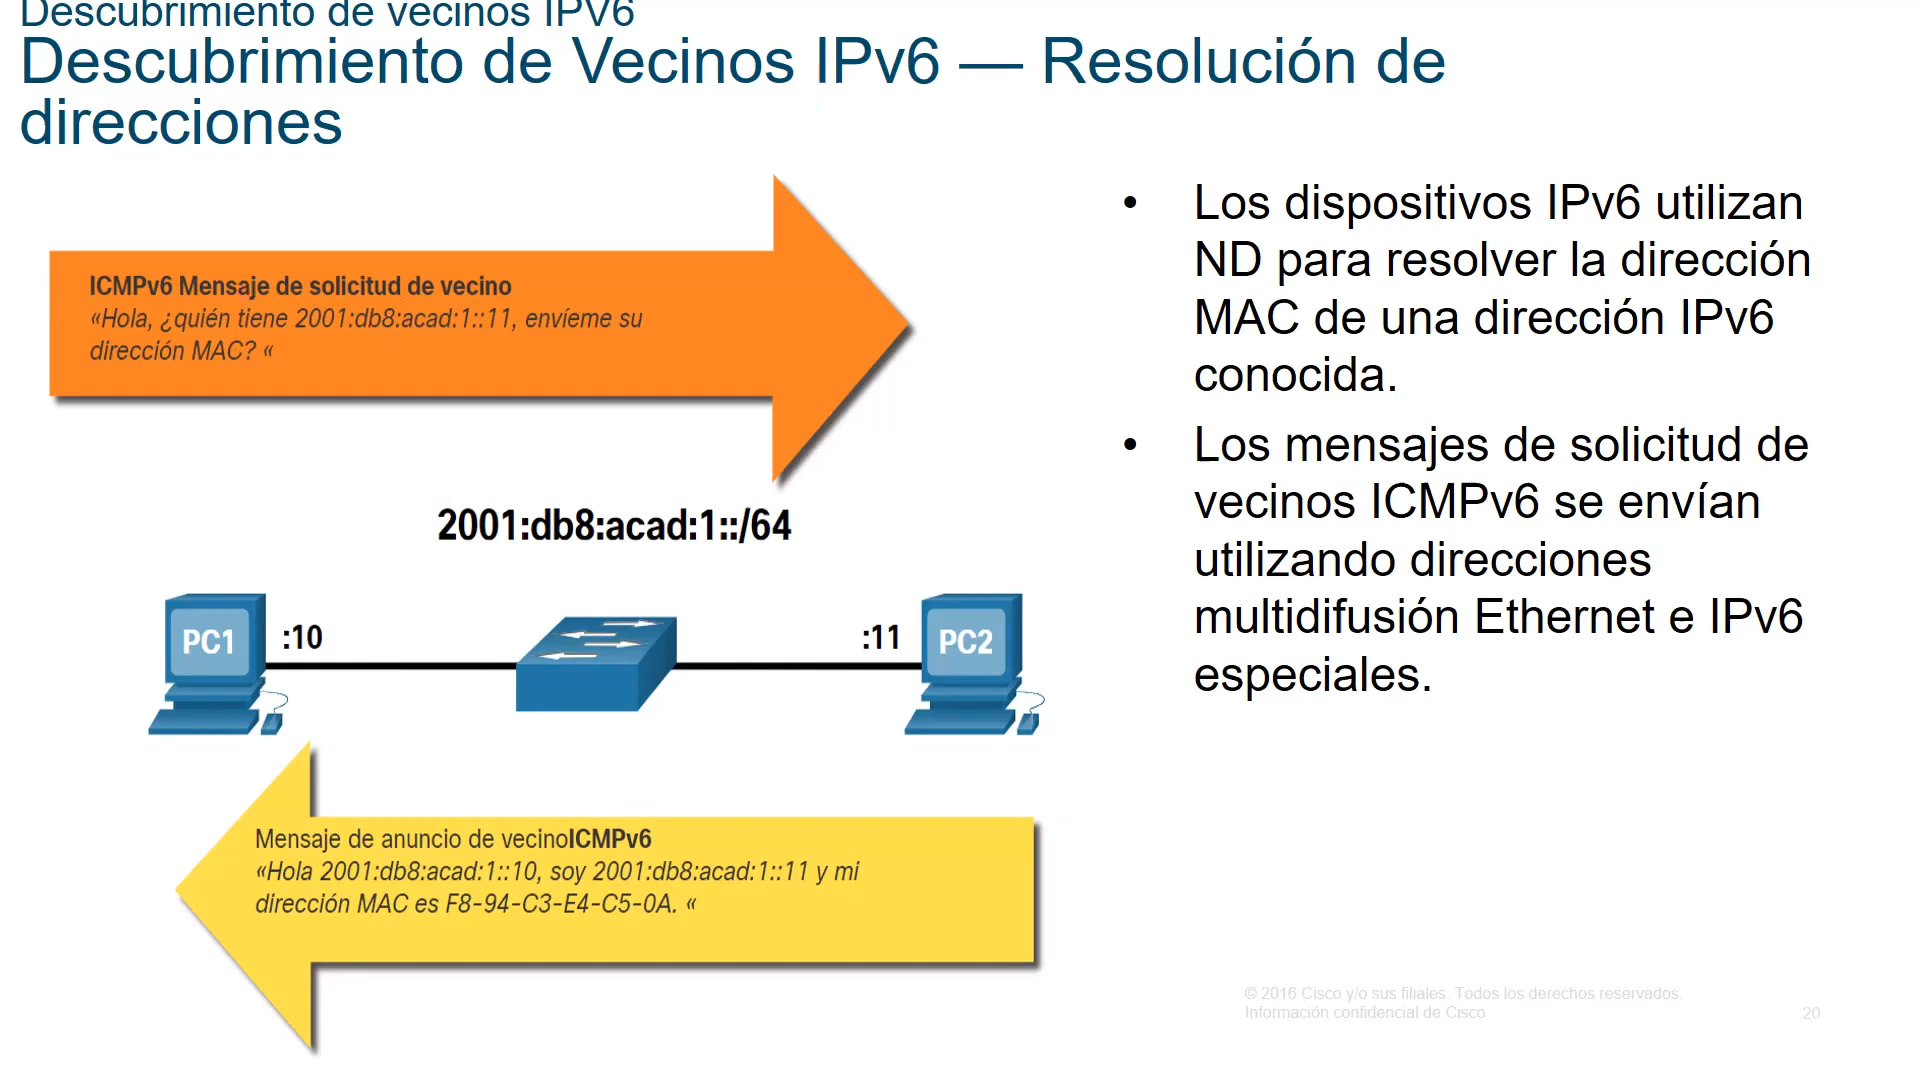 Descubrimiento de vecinos IPV6
Descubrimiento de Vecinos IPv6 — Resolución de
direcciones
ICMPv6 Mensaje de solicitud de vecino
«Hola, ¿quién tiene 2001:db8:acad:1::11, envíeme su
dirección MAC? «
2001:db8:acad:1::/64
PC1
:10
:11
PC2
Mensaje de anuncio de vecinoICMPv6
«Hola 2001:db8:acad:1::10, soy 2001:db8:acad:1::11 y mi
dirección MAC es F8-94-C3-E4-C5-0A. «
• Los dispositivos IPv6 utilizan
ND para resolver la dirección
MAC de una dirección IPv6
conocida.
• Los mensajes de solicitud de
vecinos ICMPv6 se envían
utilizando direcciones
multidifusión Ethernet e IPv6
especiales.
© 2016 Cisco y/o sus filiales. Todos los derechos reservados.
Información confidencial de Cisco
20